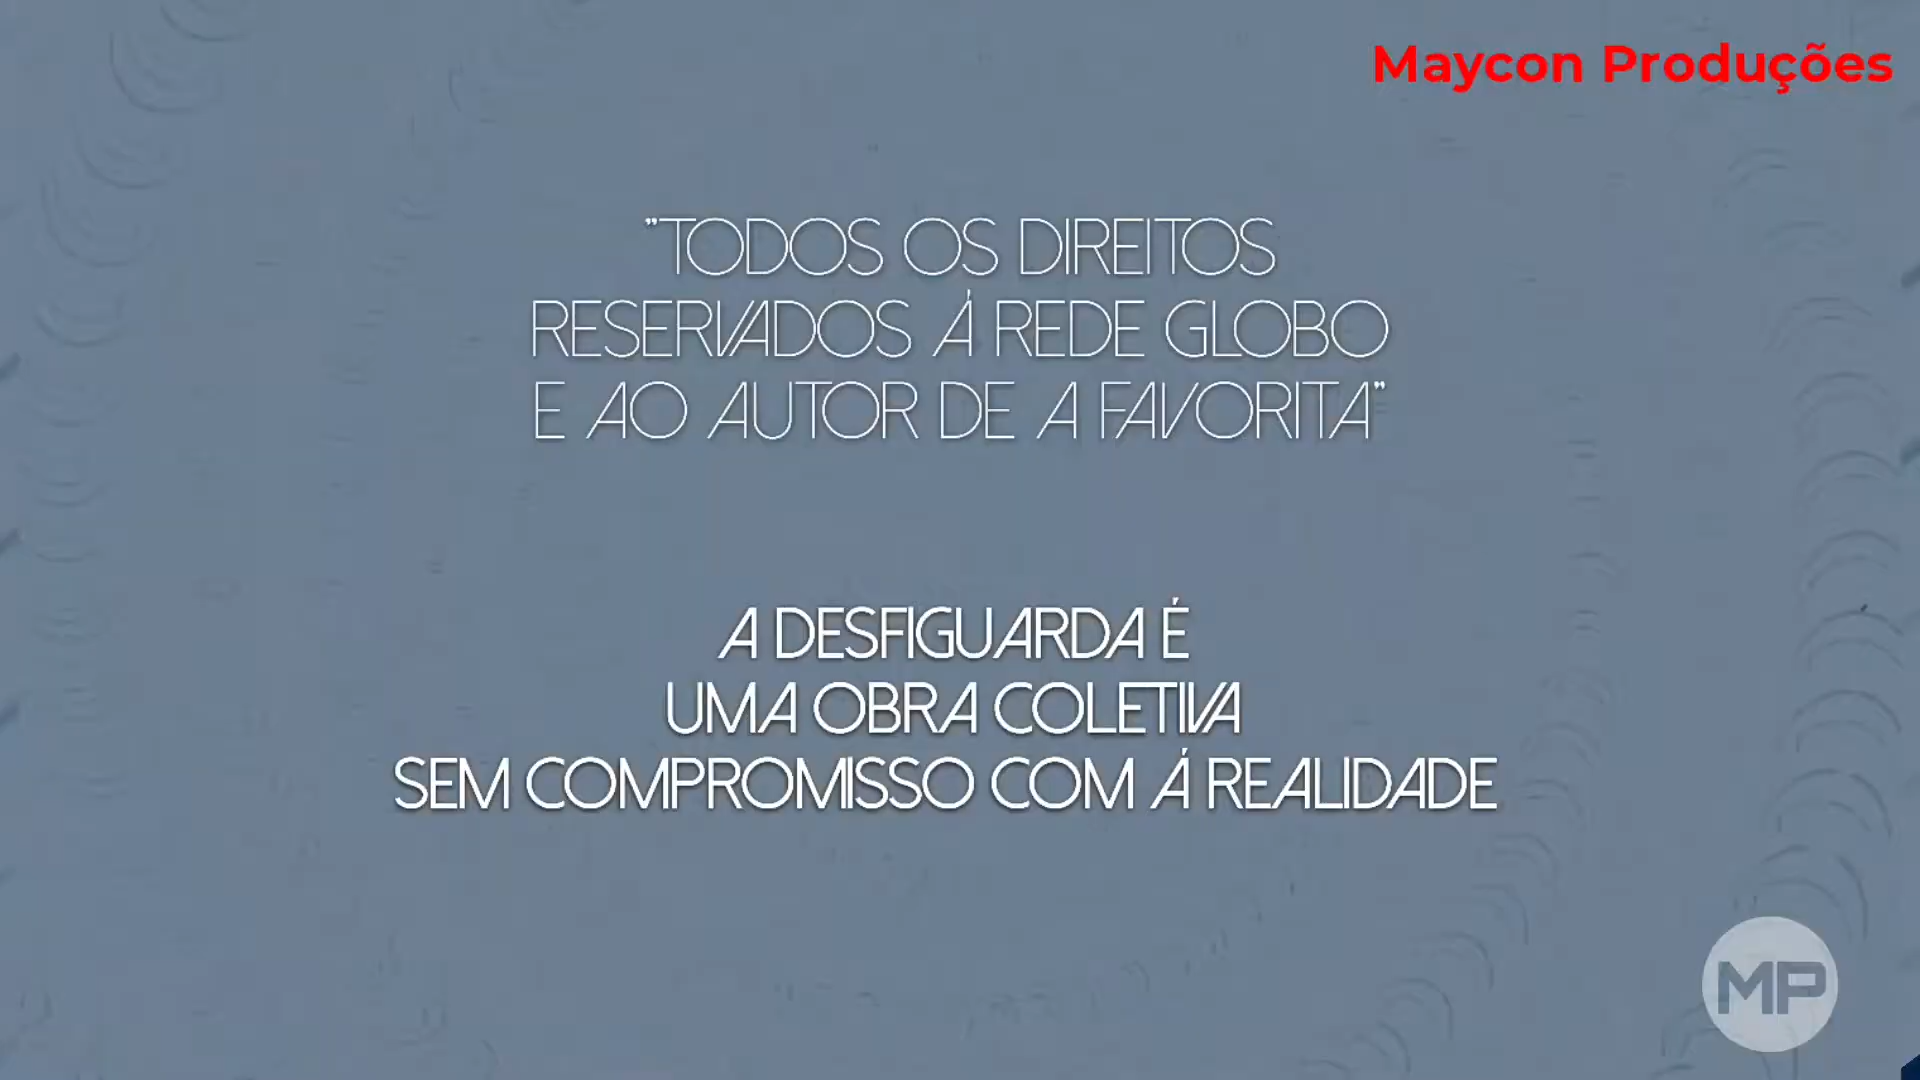 Maycon Produções
"TODOS OS DIREITOS
RESERVADOS Á REDE GLOBO
E AO AUTOR DE A FAVORITA"
A DESFIGUARDA É
UMA OBRA COLETIVA
SEM COMPROMISSO COM Á REALIDADE
MP